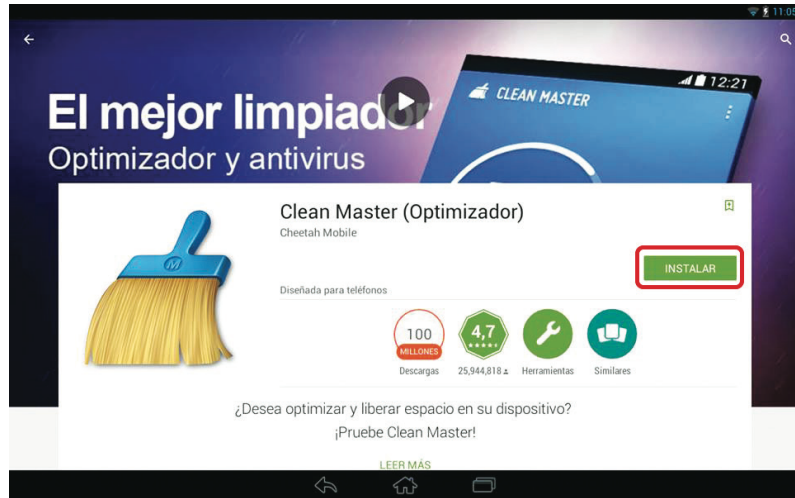 11:05
El mejor limpiador
Optimizador y antivirus
12:21
CLEAN MASTER
Clean Master (Optimizador)
Cheetah Mobile
INSTALAR
Diseñada para teléfonos
100
MILLONES
Descargas
4,7
25,944,818
Herramientas
Similares
¿Desea optimizar y liberar espacio en su dispositivo?
¡Pruebe Clean Master!
LEER MÁS